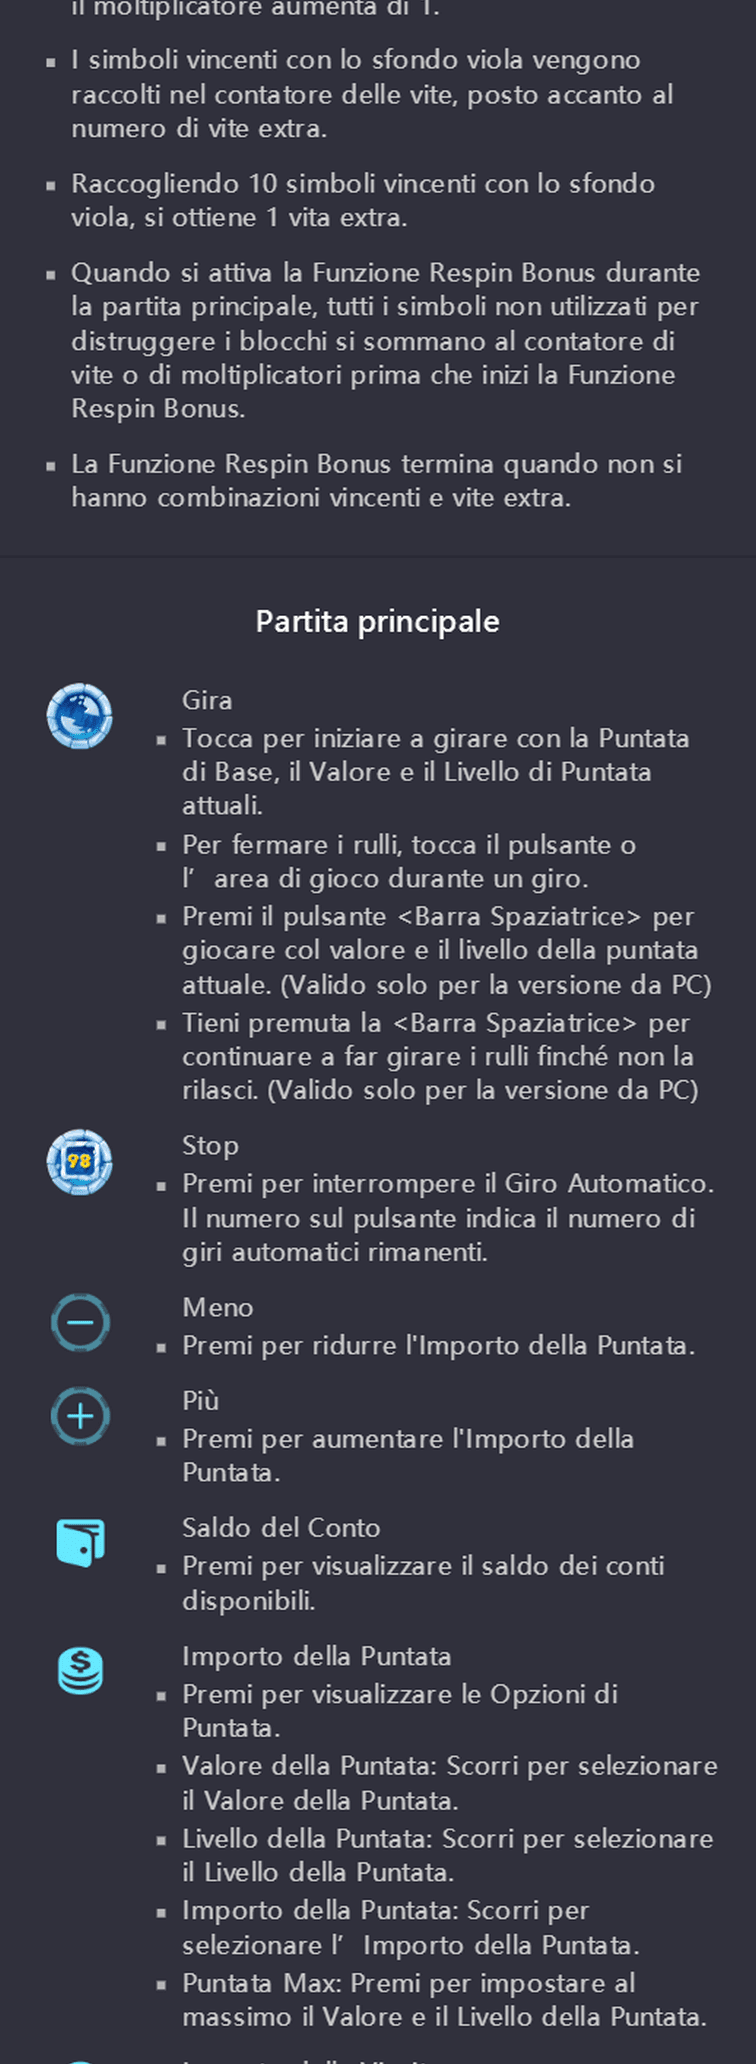 il moltiplicatore aumenta di 1.
▪ I simboli vincenti con lo sfondo viola vengono
raccolti nel contatore delle vite, posto accanto al
numero di vite extra.
▪ Raccogliendo 10 simboli vincenti con lo sfondo
viola, si ottiene 1 vita extra.
▪ Quando si attiva la Funzione Respin Bonus durante
la partita principale, tutti i simboli non utilizzati per
distruggere i blocchi si sommano al contatore di
vite o di moltiplicatori prima che inizi la Funzione
Respin Bonus.
▪ La Funzione Respin Bonus termina quando non si
hanno combinazioni vincenti e vite extra.
Partita principale
Gira
▪ Tocca per iniziare a girare con la Puntata
di Base, il Valore e il Livello di Puntata
attuali.
▪ Per fermare i rulli, tocca il pulsante o
l’ area di gioco durante un giro.
▪ Premi il pulsante <Barra Spaziatrice> per
giocare col valore e il livello della puntata
attuale. (Valido solo per la versione da PC)
▪ Tieni premuta la <Barra Spaziatrice> per
continuare a far girare i rulli finché non la
rilasci. (Valido solo per la versione da PC)
98
Stop
▪ Premi per interrompere il Giro Automatico.
Il numero sul pulsante indica il numero di
giri automatici rimanenti.
Meno
▪ Premi per ridurre l'Importo della Puntata.
Più
▪ Premi per aumentare l'Importo della
Puntata.
Saldo del Conto
▪ Premi per visualizzare il saldo dei conti
disponibili.
$
Importo della Puntata
▪ Premi per visualizzare le Opzioni di
Puntata.
▪ Valore della Puntata: Scorri per selezionare
il Valore della Puntata.
▪ Livello della Puntata: Scorri per selezionare
il Livello della Puntata.
▪ Importo della Puntata: Scorri per
selezionare l’ Importo della Puntata.
▪ Puntata Max: Premi per impostare al
massimo il Valore e il Livello della Puntata.